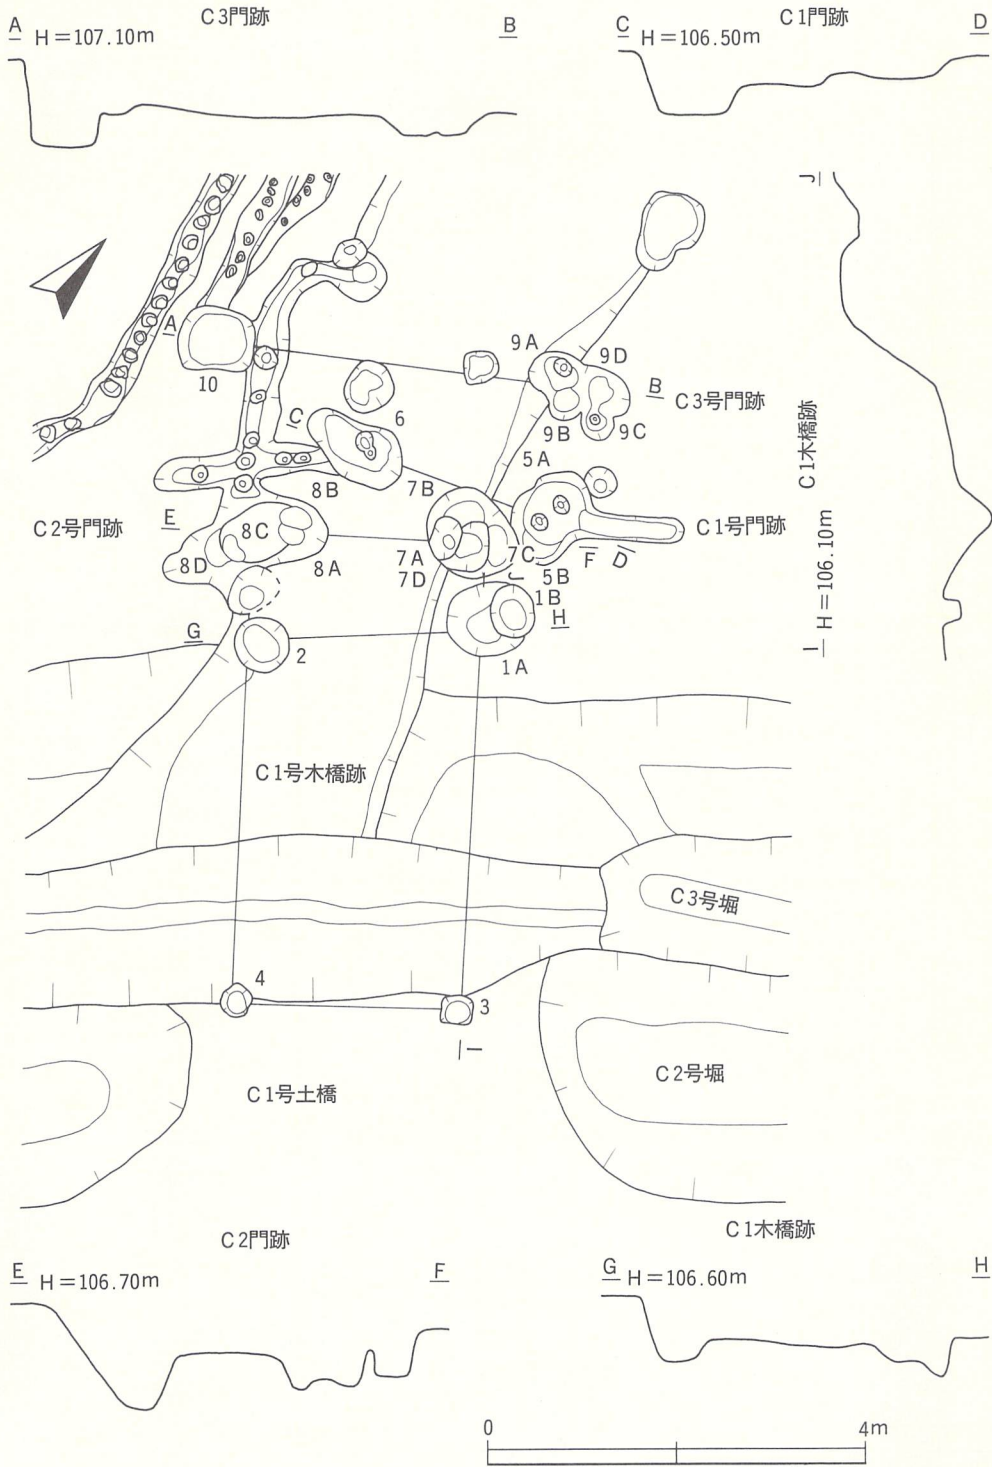 C3門跡
A H=107.10m B
C1門跡
C H=106.50m D
J
A
10
C
6
9A
9D
B
C3号門跡
9B
9C
5A
8B
7B
C2号門跡
E
8C
8D
8A
7A
7D
7C
5B
F
D
C1号門跡
J
1B
H
G
2
1A
C1木橋跡
I H=106.10m
C1号木橋跡
C3号堀
4
3
I
C1号土橋
C2号堀
C2門跡
E H=106.70m F
C1木橋跡
G H=106.60m H
0 4m